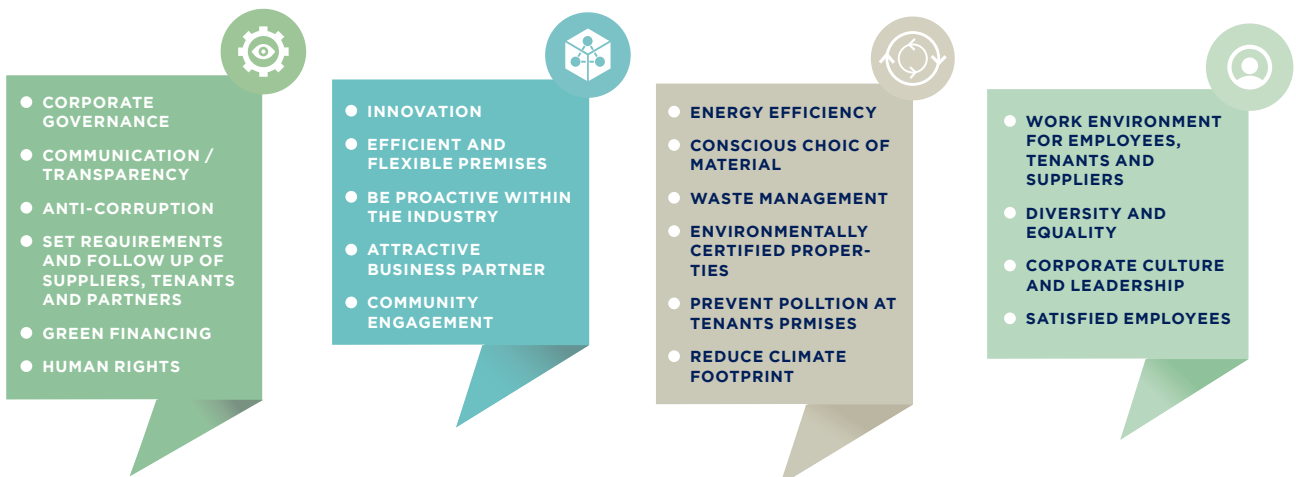 CORPORATE
GOVERNANCE
COMMUNICATION /
TRANSPARENCY
ANTI-CORRUPTION
SET REQUIREMENTS
AND FOLLOW UP OF
SUPPLIERS, TENANTS
AND PARTNERS
GREEN FINANCING
HUMAN RIGHTS
INNOVATION
EFFICIENT AND
FLEXIBLE PREMISES
BE PROACTIVE WITHIN
THE INDUSTRY
ATTRACTIVE
BUSINESS PARTNER
COMMUNITY
ENGAGEMENT
ENERGY EFFICIENCY
CONSCIOUS CHOIC OF
MATERIAL
WASTE MANAGEMENT
ENVIRONMENTALLY
CERTIFIED PROPER-
TIES
PREVENT POLLTION AT
TENANTS PRMISES
REDUCE CLIMATE
FOOTPRINT
WORK ENVIRONMENT
FOR EMPLOYEES,
TENANTS AND
SUPPLIERS
DIVERSITY AND
EQUALITY
CORPORATE CULTURE
AND LEADERSHIP
SATISFIED EMPLOYEES